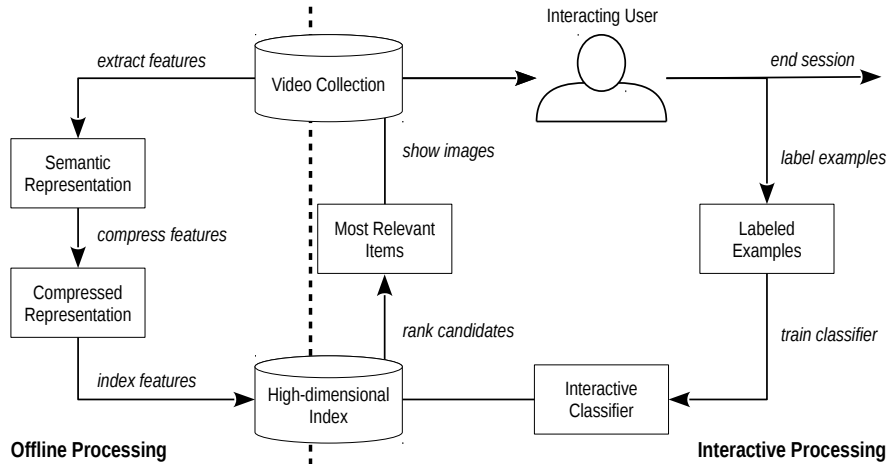 Interacting User
extract features
Video Collection
end session
Semantic
Representation
show images
label examples
compress features
Most Relevant
Items
Labeled
Examples
Compressed
Representation
rank candidates
train classifier
index features
High-dimensional
Index
Interactive
Classifier
Offline Processing
Interactive Processing